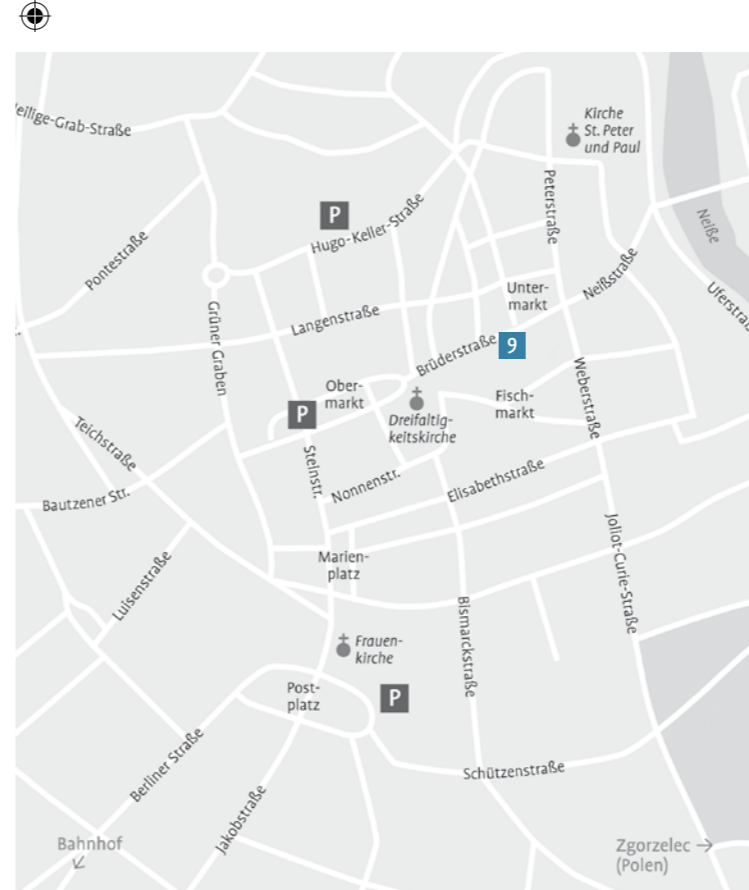 Kirche
St. Peter
und Paul
eilige-Grab-Straße
Peterstraße
P
Hugo-Keller-Straße
Neiße
Pontestraße
Neißstraße
Unter-
markt
Uferstraß
Grüner Graben
Langenstraße
Brüderstraße
9
Ober-
markt
Fisch-
markt
Weberstraße
P
Dreifaltig-
keitskirche
Teichstraße
Steinstr.
Nonnenstr.
Elisabethstraße
Bautzener Str.
Joliot-Curie-Straße
Marien-
platz
Luisenstraße
Bismarckstraße
Frauen-
kirche
Post-
platz
P
Berliner Straße
Schützenstraße
Jakobstraße
Bahnhof
Zgorzelec
(Polen)